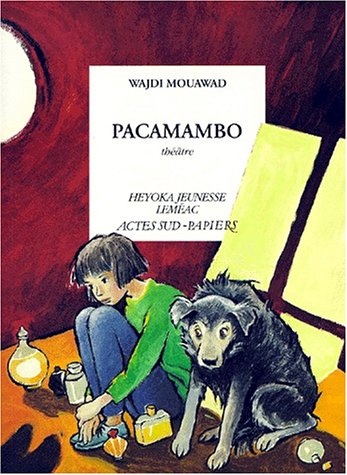 WAJDI MOUAWAD
PACAMAMBO
théâtre
HEYOKA JEUNESSE
LEMÉAC
ACTES SUD-PAPIERS